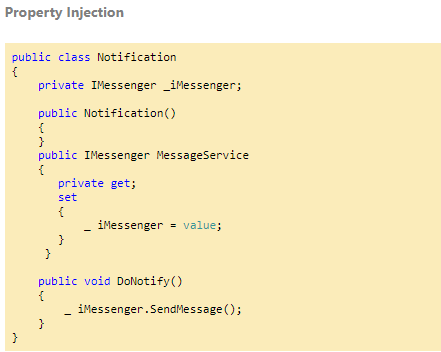 Property Injection
public class Notification
{
private IMessenger _iMessenger;
public Notification()
{
}
public IMessenger MessageService
{
private get;
set
{
_ iMessenger = value;
}
}
public void DoNotify()
{
_ iMessenger.SendMessage();
}
}